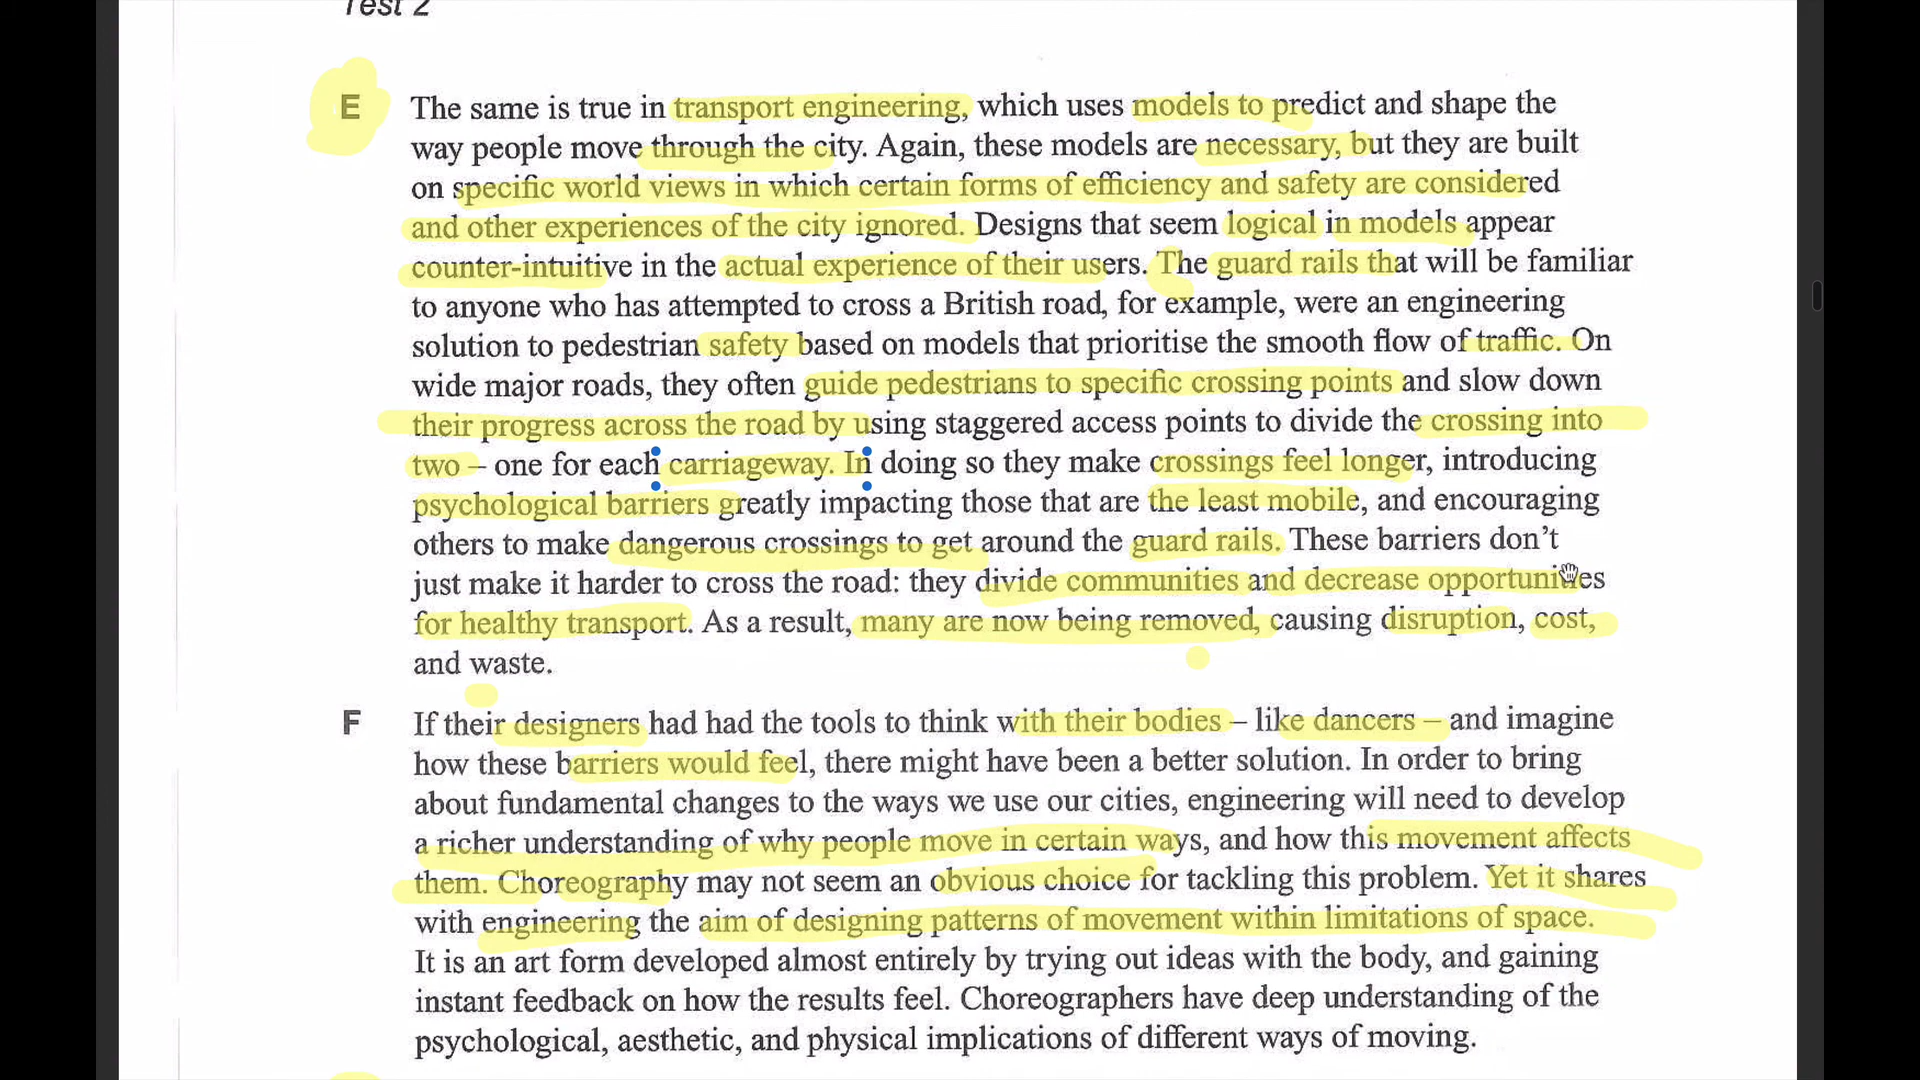 Test 2
E The same is true in transport engineering, which uses models to predict and shape the
way people move through the city. Again, these models are necessary, but they are built
on specific world views in which certain forms of efficiency and safety are considered
and other experiences of the city ignored. Designs that seem logical in models appear
counter-intuitive in the actual experience of their users. The guard rails that will be familiar
to anyone who has attempted to cross a British road, for example, were an engineering
solution to pedestrian safety based on models that prioritise the smooth flow of traffic. On
wide major roads, they often guide pedestrians to specific crossing points and slow down
their progress across the road by using staggered access points to divide the crossing into
two – one for each carriageway. In doing so they make crossings feel longer, introducing
psychological barriers greatly impacting those that are the least mobile, and encouraging
others to make dangerous crossings to get around the guard rails. These barriers don't
just make it harder to cross the road: they divide communities and decrease opportunities
for healthy transport. As a result, many are now being removed, causing disruption, cost,
and waste.
F If their designers had had the tools to think with their bodies – like dancers – and imagine
how these barriers would feel, there might have been a better solution. In order to bring
about fundamental changes to the ways we use our cities, engineering will need to develop
a richer understanding of why people move in certain ways, and how this movement affects
them. Choreography may not seem an obvious choice for tackling this problem. Yet it shares
with engineering the aim of designing patterns of movement within limitations of space.
It is an art form developed almost entirely by trying out ideas with the body, and gaining
instant feedback on how the results feel. Choreographers have deep understanding of the
psychological, aesthetic, and physical implications of different ways of moving.